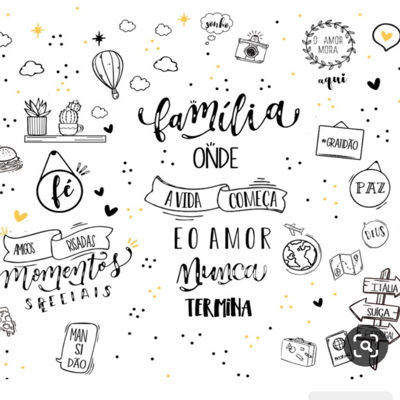 sonho
O AMOR
MORA
aqui
família
ONDE
A VIDA COMEÇA
E O AMOR
Nunca
TERMINA
#GRATIDÃO
fé
PAZ
DEUS
AMIGOS RISADAS
momentos
ESPECIAIS
MAN
SI
DÃO
ITÁLIA
SUÍÇA